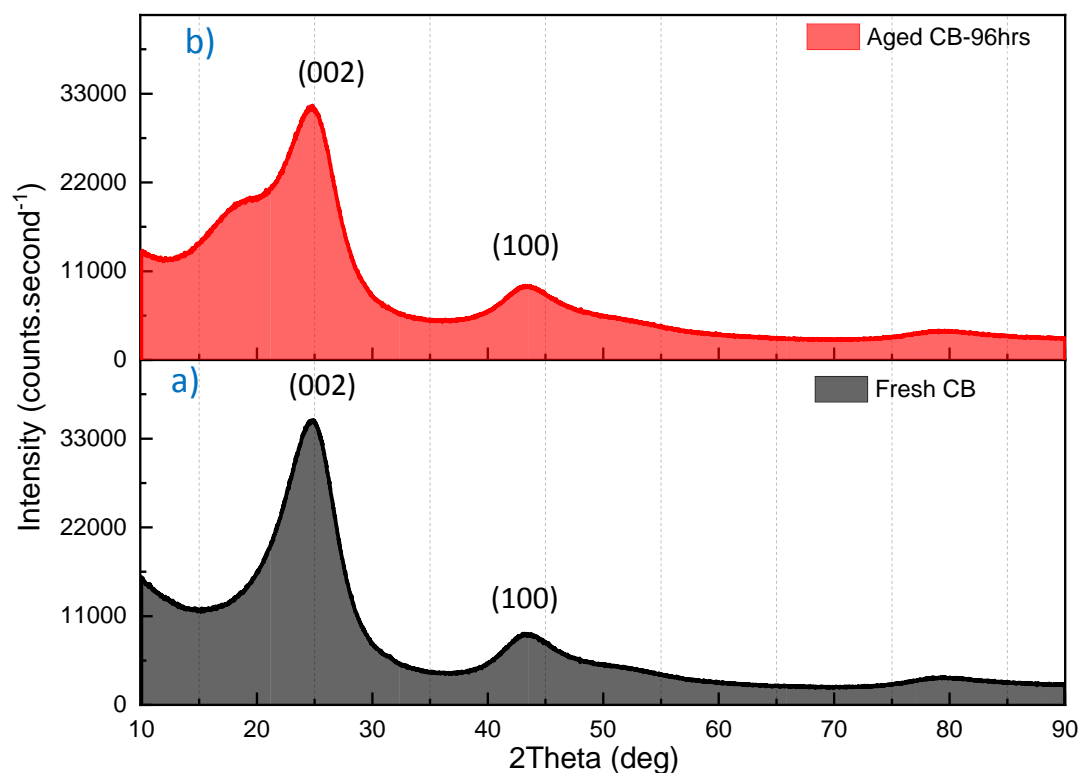 b)
Aged CB-96hrs
(002)
33000
22000
(100)
11000
0
a)
(002)
Fresh CB
33000
22000
(100)
11000
0
10 20 30 40 50 60 70 80 90
2Theta (deg)
Intensity (counts.second⁻¹)